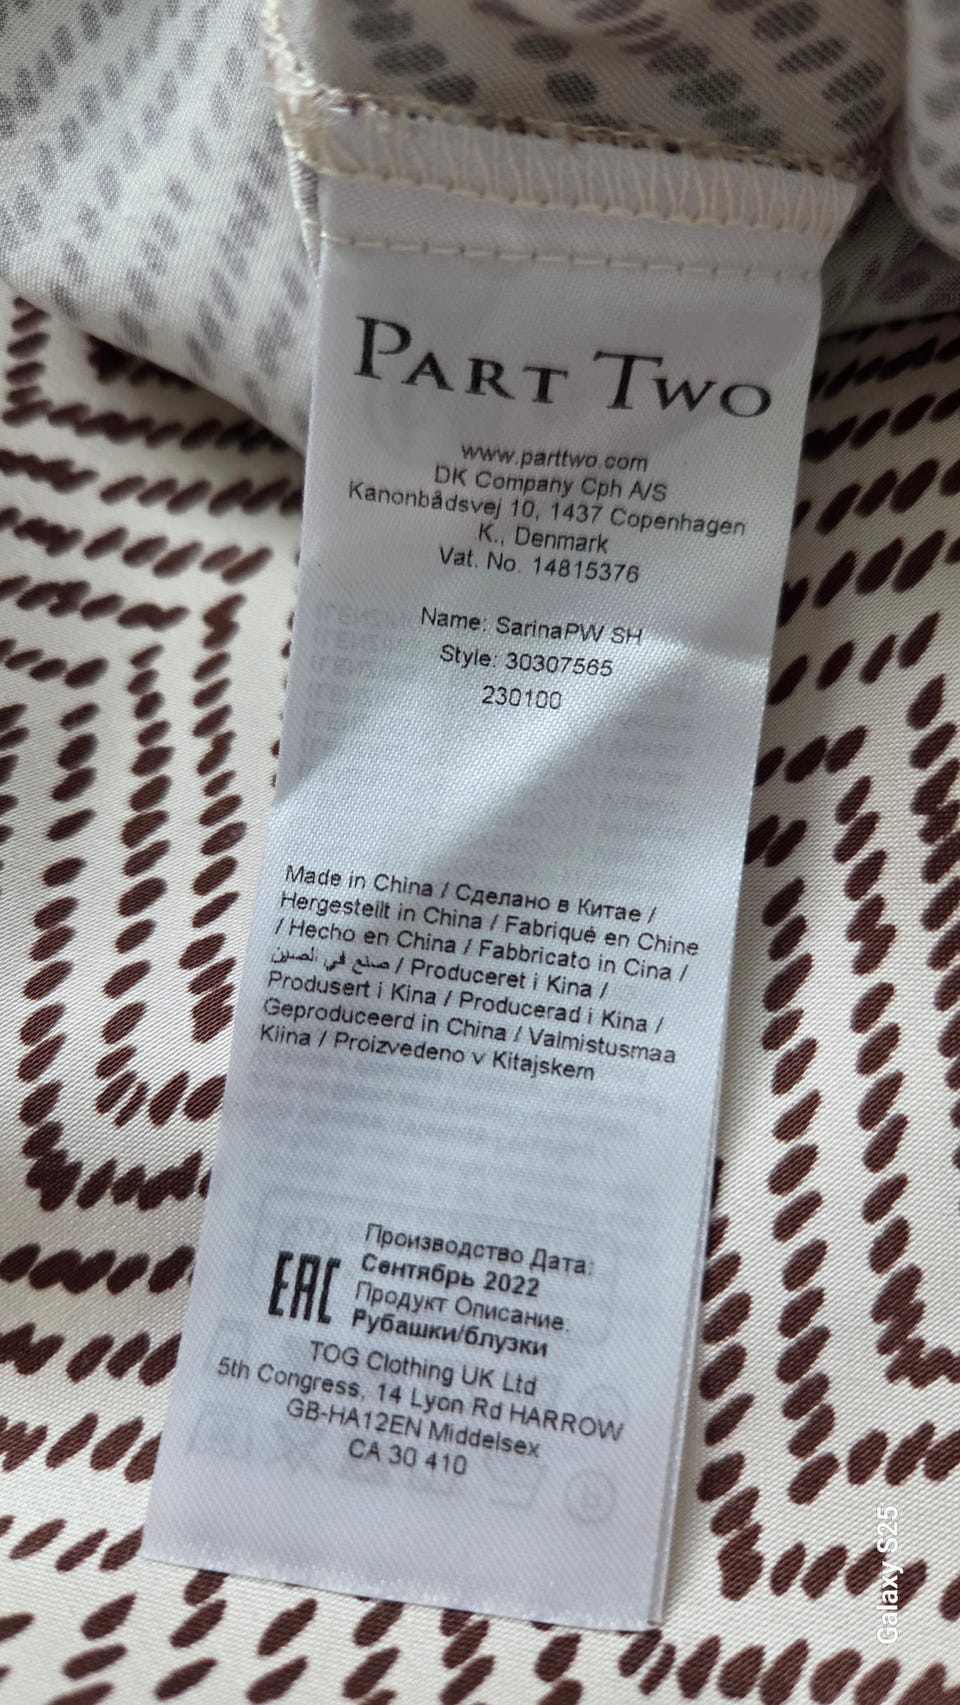 PART TWO
www.parttwo.com
DK Company Cph A/S
Kanonbådsvej 10, 1437 Copenhagen
K., Denmark
Vat. No. 14815376
Name: SarinaPW SH
Style: 30307565
230100
Made in China / Сделано в Китае /
Hergestellt in China / Fabriqué en Chine
/ Hecho en China / Fabbricato in Cina /
صنع في الصين / Produceret i Kina /
Produsert i Kina / Producerad i Kina /
Geproduceerd in China / Valmistusmaa
Kiina / Proizvedeno v Kitajskem
Производство Дата:
Сентябрь 2022
EAC
Продукт Описание.
Рубашки/блузки
TOG Clothing UK Ltd
5th Congress, 14 Lyon Rd HARROW
GB-HA12EN Middelsex
CA 30 410
Galaxy S25